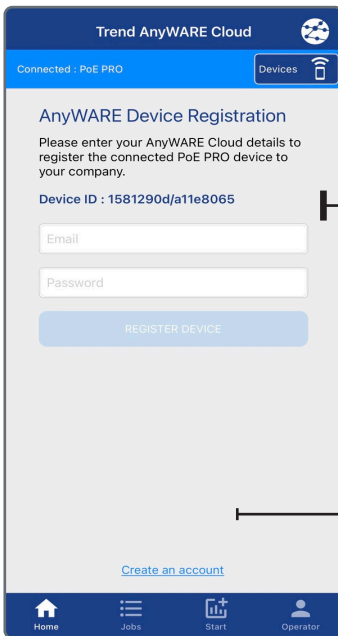 Trend AnyWARE Cloud
Connected : PoE PRO
Devices
AnyWARE Device Registration
Please enter your AnyWARE Cloud details to
register the connected PoE PRO device to
your company.
Device ID : 1581290d/a11e8065
Email
Password
REGISTER DEVICE
Create an account
Home
Jobs
Start
Operator